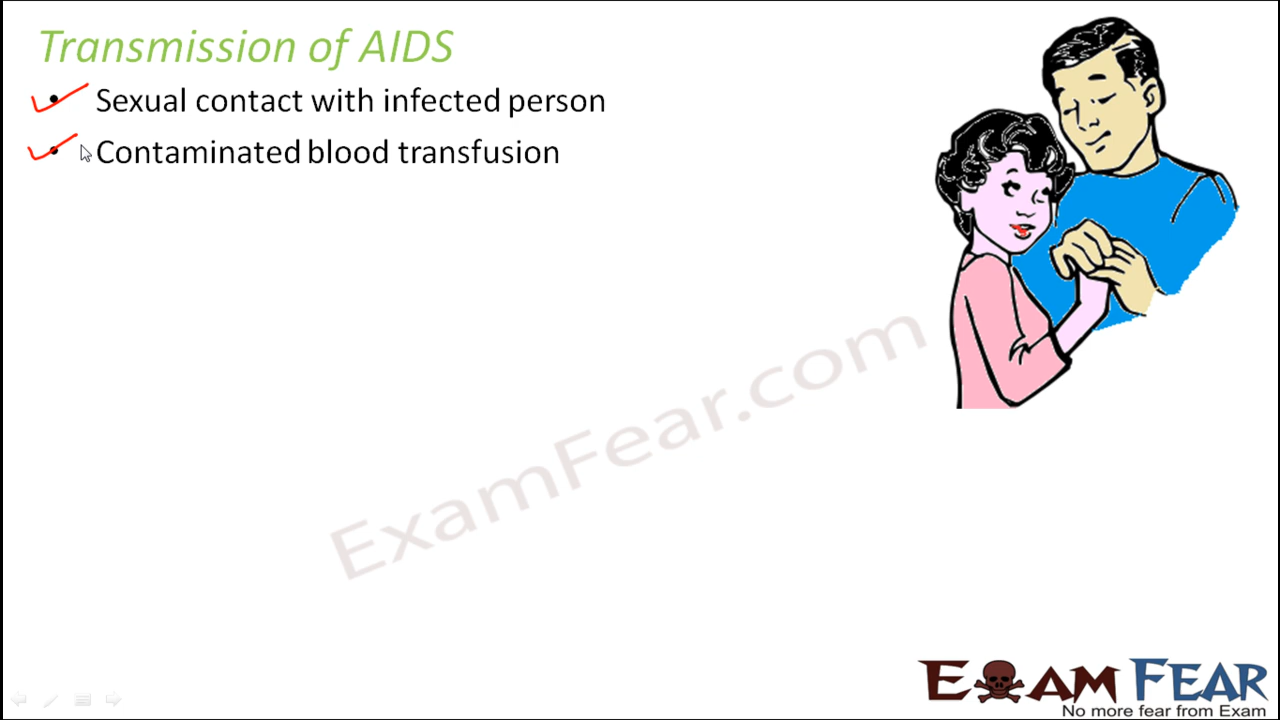 Transmission of AIDS
• Sexual contact with infected person
• Contaminated blood transfusion
ExamFear.com
EXAM FEAR
No more fear from Exam